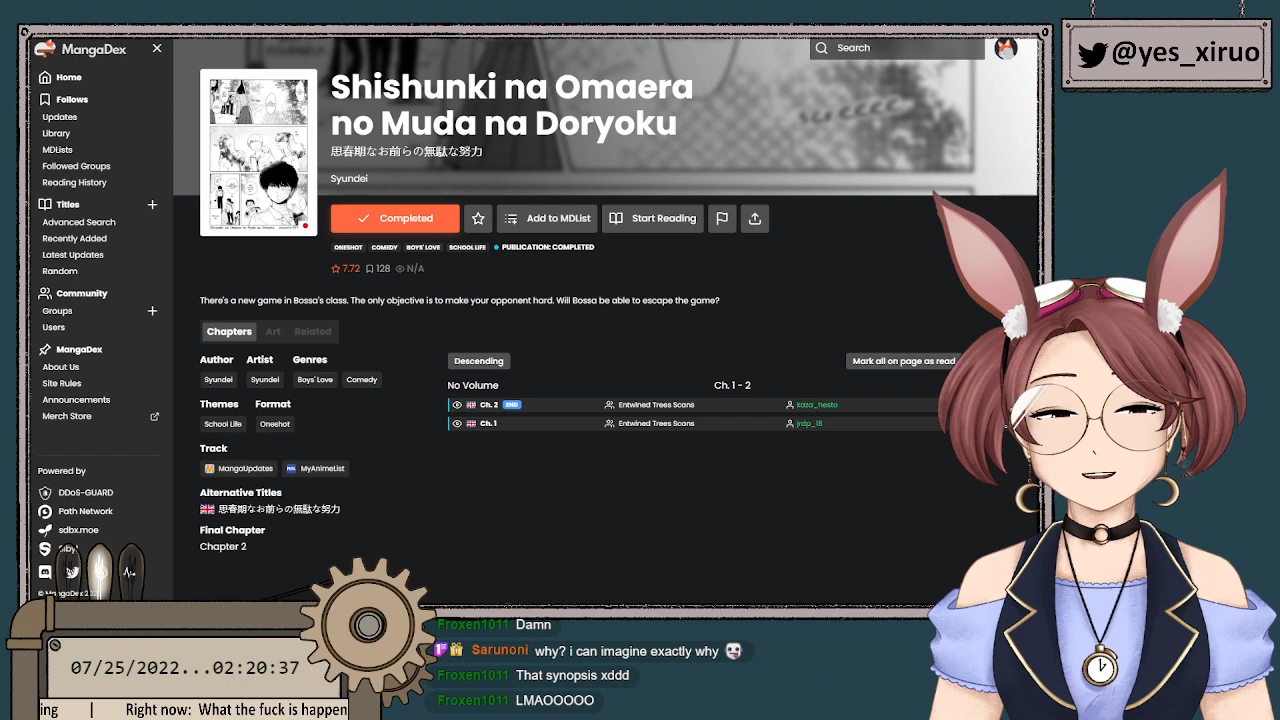 MangaDex
Home
Follows
Updates
Library
MDLists
Followed Groups
Reading History
Titles
Advanced Search
Recently Added
Latest Updates
Random
Community
Groups
Users
MangaDex
About Us
Site Rules
Announcements
Merch Store
Powered by
DDoS-GUARD
Path Network
sdbx.moe
Search
Shishunki na Omaera
no Muda na Doryoku
思春期なお前らの無駄な努力
Syundei
Completed
Add to MDList
Start Reading
ONESHOT COMEDY BOYS' LOVE SCHOOL LIFE PUBLICATION: COMPLETED
7.72 128 N/A
There's a new game in Bossa's class. The only objective is to make your opponent hard. Will Bossa be able to escape the game?
Chapters Art Related
Author Artist Genres
Syundei Syundei Boys' Love Comedy
Themes Format
School Life Oneshot
Track
MangaUpdates MyAnimeList
Alternative Titles
思春期なお前らの無駄な努力
Final Chapter
Chapter 2
Descending
Mark all on page as read
No Volume Ch. 1 - 2
Ch. 2 END Entwined Trees Scans kaza_hesto
Ch. 1 Entwined Trees Scans jrdp_18
@yes_xiruo
07/25/2022...02:20:37
ing | Right now: What the fuck is happen
Froxen1011 Damn
Sarunoni why? i can imagine exactly why
Froxen1011 That synopsis xddd
Froxen1011 LMAOOOOO